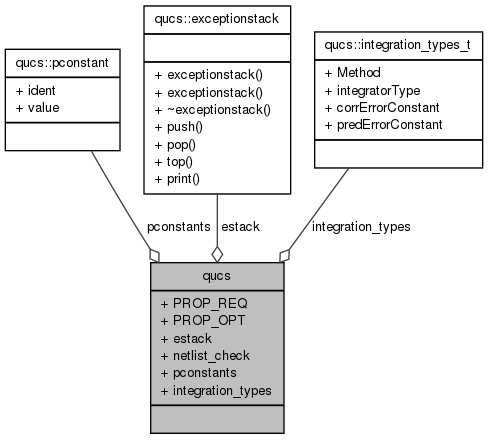 qucs::pconstant
+ ident
+ value
qucs::exceptionstack
+ exceptionstack()
+ exceptionstack()
+ ~exceptionstack()
+ push()
+ pop()
+ top()
+ print()
qucs::integration_types_t
+ Method
+ integratorType
+ corrErrorConstant
+ predErrorConstant
pconstants
estack
integration_types
qucs
+ PROP_REQ
+ PROP_OPT
+ estack
+ netlist_check
+ pconstants
+ integration_types